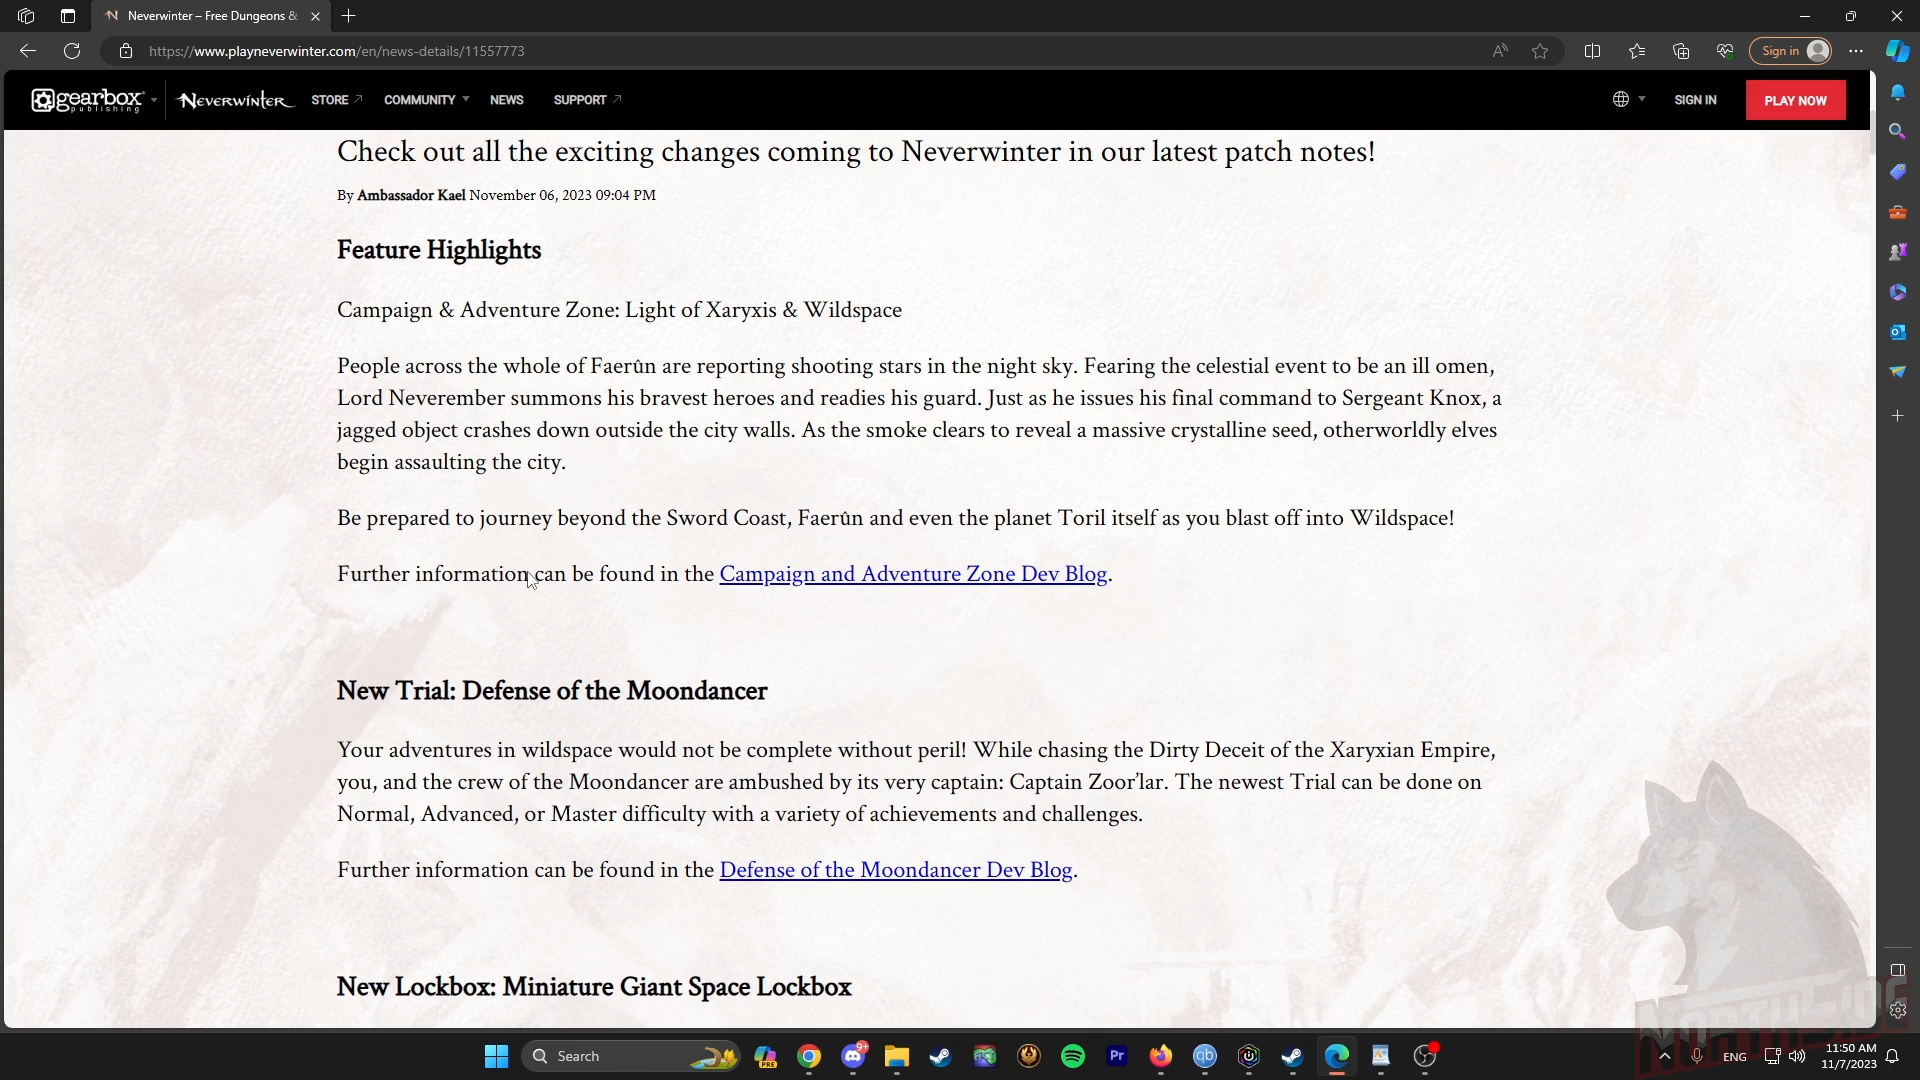 Neverwinter – Free Dungeons &
https://www.playneverwinter.com/en/news-details/11557773
Sign in
gearbox publishing
Neverwinter
STORE
COMMUNITY
NEWS
SUPPORT
SIGN IN
PLAY NOW
Check out all the exciting changes coming to Neverwinter in our latest patch notes!
By Ambassador Kael November 06, 2023 09:04 PM
Feature Highlights
Campaign & Adventure Zone: Light of Xaryxis & Wildspace
People across the whole of Faerûn are reporting shooting stars in the night sky. Fearing the celestial event to be an ill omen,
Lord Neverember summons his bravest heroes and readies his guard. Just as he issues his final command to Sergeant Knox, a
jagged object crashes down outside the city walls. As the smoke clears to reveal a massive crystalline seed, otherworldly elves
begin assaulting the city.
Be prepared to journey beyond the Sword Coast, Faerûn and even the planet Toril itself as you blast off into Wildspace!
Further information can be found in the Campaign and Adventure Zone Dev Blog.
New Trial: Defense of the Moondancer
Your adventures in wildspace would not be complete without peril! While chasing the Dirty Deceit of the Xaryxian Empire,
you, and the crew of the Moondancer are ambushed by its very captain: Captain Zoor’lar. The newest Trial can be done on
Normal, Advanced, or Master difficulty with a variety of achievements and challenges.
Further information can be found in the Defense of the Moondancer Dev Blog.
New Lockbox: Miniature Giant Space Lockbox
Search
PRE
9+
Pr
qb
ENG
11:50 AM
11/7/2023